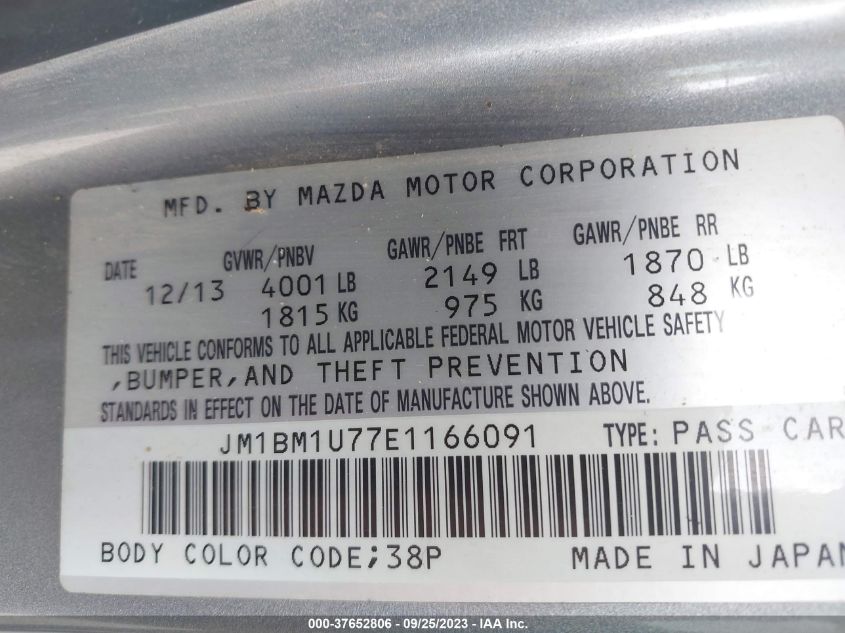 MFD. BY MAZDA MOTOR CORPORATION
DATE GVWR/PNBV GAWR/PNBE FRT GAWR/PNBE RR
12/13 4001 LB 2149 LB 1870 LB
1815 KG 975 KG 848 KG
THIS VEHICLE CONFORMS TO ALL APPLICABLE FEDERAL MOTOR VEHICLE SAFETY
,BUMPER,AND THEFT PREVENTION
STANDARDS IN EFFECT ON THE DATE OF MANUFACTURE SHOWN ABOVE.
JM1BM1U77E1166091 TYPE: PASS CAR
BODY COLOR CODE;38P MADE IN JAPAN
000-37652806 - 09/25/2023 - IAA Inc.